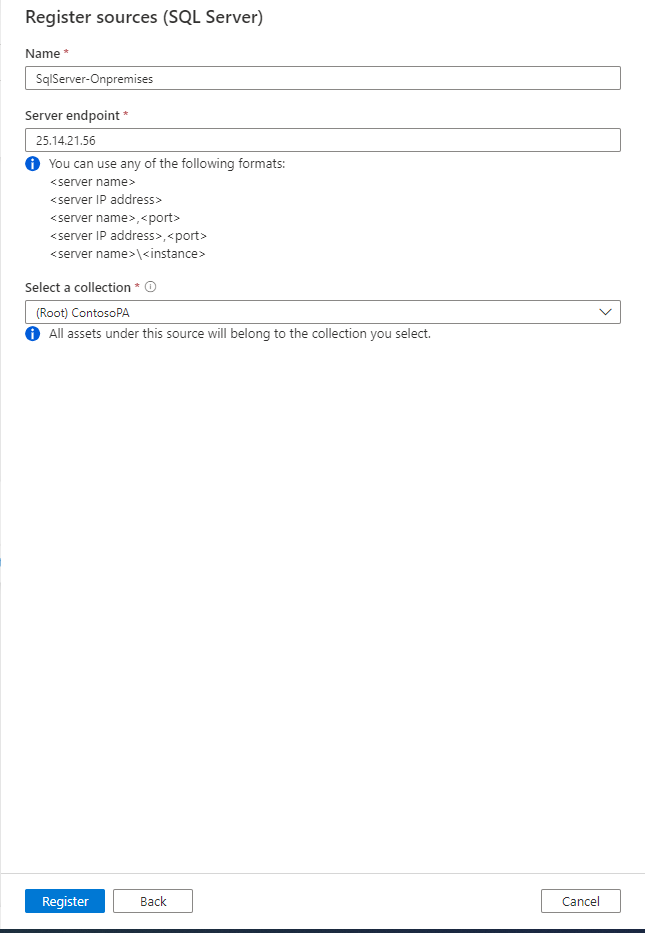 Register sources (SQL Server)
Name *
SqlServer-Onpremises
Server endpoint *
25.14.21.56
You can use any of the following formats:
<server name>
<server IP address>
<server name>,<port>
<server IP address>,<port>
<server name>\<instance>
Select a collection *
(Root) ContosoPA
All assets under this source will belong to the collection you select.
Register Back Cancel